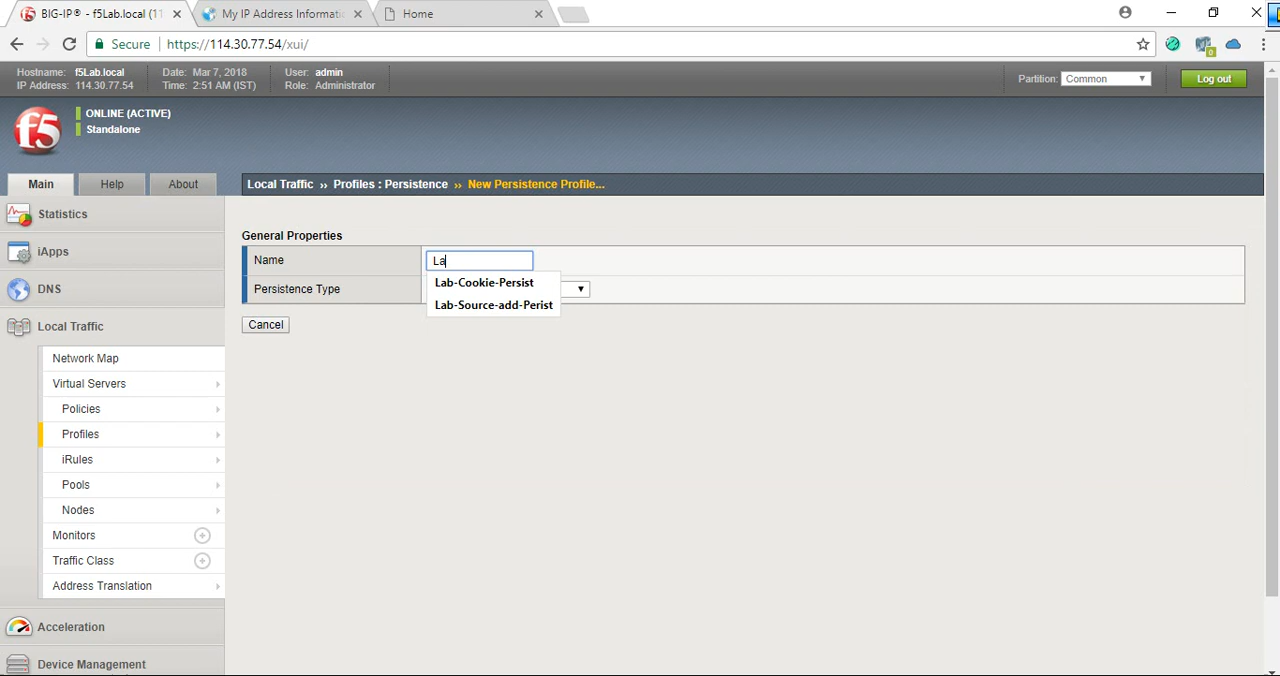 BIG-IP® - f5Lab.local (11
My IP Address Informati
Home
Secure
https://114.30.77.54/xui/
0
Hostname: f5Lab.local
IP Address: 114.30.77.54
Date: Mar 7, 2018
Time: 2:51 AM (IST)
User: admin
Role: Administrator
Partition: Common
Log out
f5
ONLINE (ACTIVE)
Standalone
Main
Help
About
Local Traffic ›› Profiles : Persistence ›› New Persistence Profile...
Statistics
iApps
DNS
Local Traffic
Network Map
Virtual Servers
Policies
Profiles
iRules
Pools
Nodes
Monitors
Traffic Class
Address Translation
Acceleration
Device Management
General Properties
Name
La
Lab-Cookie-Persist
Persistence Type
Lab-Source-add-Perist
Cancel